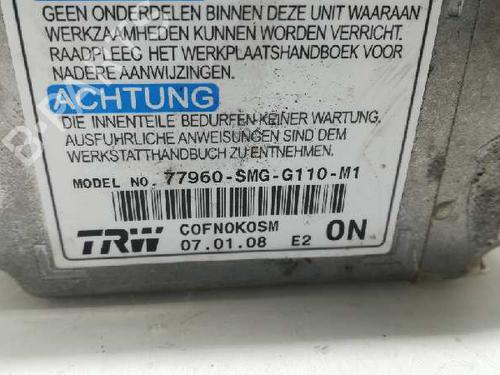 GEEN ONDERDELEN BINNEN DEZE UNIT WAARAAN
WERKZAAMHEDEN KUNNEN WORDEN VERRICHT.
RAADPLEEG HET WERKPLAATSHANDBOEK VOOR
NADERE AANWIJZINGEN.
ACHTUNG
DIE INNENTEILE BEDURFEN KEINER WARTUNG.
AUSFUHRLICHE ANWEISUNGEN SIND DEM
WERKSTATTHANDBUCH ZU ENTNEHMEN.
MODEL NO. 77960-SMG-G110-M1
TRW COFNOKOSM
07.01.08 E2 ON